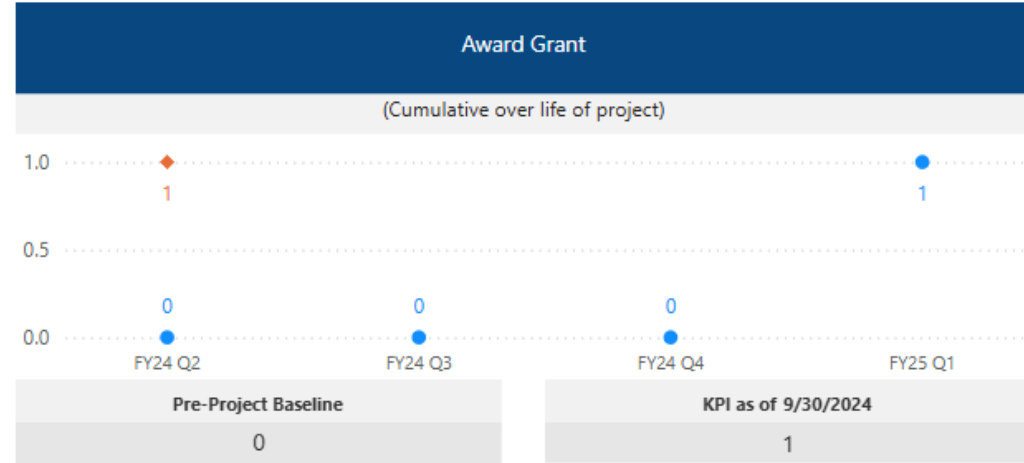 Award Grant
(Cumulative over life of project)
1.0
1
1
0.5
0
0
0
0.0
FY24 Q2
FY24 Q3
FY24 Q4
FY25 Q1
Pre-Project Baseline
KPI as of 9/30/2024
0
1